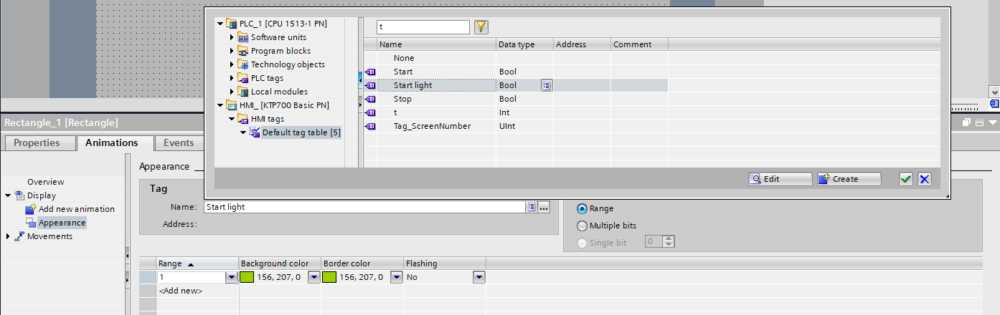 PLC_1 [CPU 1513-1 PN]
Software units
Program blocks
Technology objects
PLC tags
Local modules
HMI_ [KTP700 Basic PN]
HMI tags
Default tag table [5]
t
Name Data type Address Comment
None
Start Bool
Start light Bool
Stop Bool
t Int
Tag_ScreenNumber UInt
Edit Create
Rectangle_1 [Rectangle]
Properties Animations Events
Overview
Display
Add new animation
Appearance
Movements
Appearance
Tag
Name: Start light
Address:
Range
Multiple bits
Single bit 0
Range Background color Border color Flashing
1 156, 207, 0 156, 207, 0 No
<Add new>